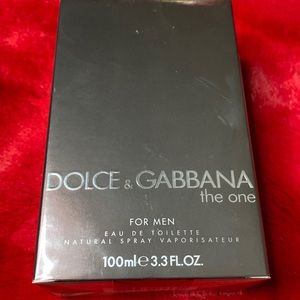 DOLCE & GABBANA
the one
FOR MEN
EAU DE TOILETTE
NATURAL SPRAY VAPORISATEUR
100ml℮3.3 FL.OZ.